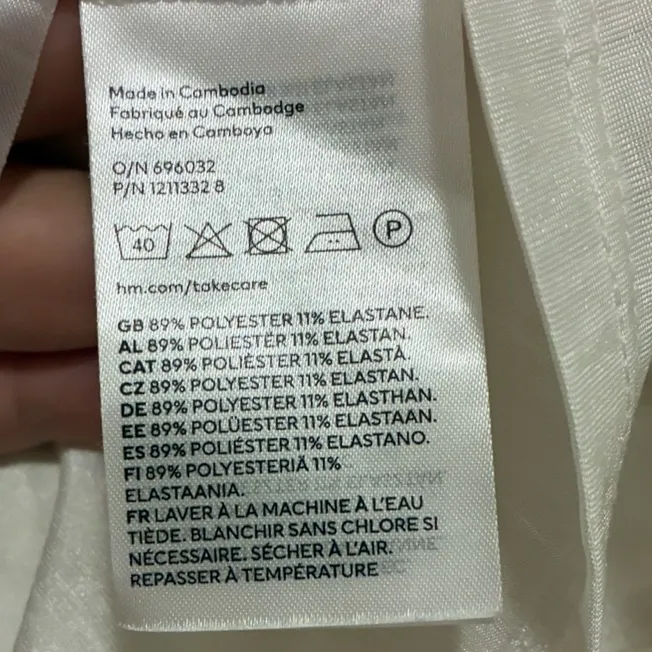 Made in Cambodia
Fabriqué au Cambodge
Hecho en Camboya
O/N 696032
P/N 1211332 8
40
P
hm.com/takecare
GB 89% POLYESTER 11% ELASTANE.
AL 89% POLIESTËR 11% ELASTAN.
CAT 89% POLIÈSTER 11% ELASTÀ.
CZ 89% POLYESTER 11% ELASTAN.
DE 89% POLYESTER 11% ELASTHAN.
EE 89% POLÜESTER 11% ELASTAAN.
ES 89% POLIÉSTER 11% ELASTANO.
FI 89% POLYESTERIÄ 11%
ELASTAANIA.
FR LAVER À LA MACHINE À L'EAU
TIÈDE. BLANCHIR SANS CHLORE SI
NÉCESSAIRE. SÉCHER À L'AIR.
REPASSER À TEMPÉRATURE